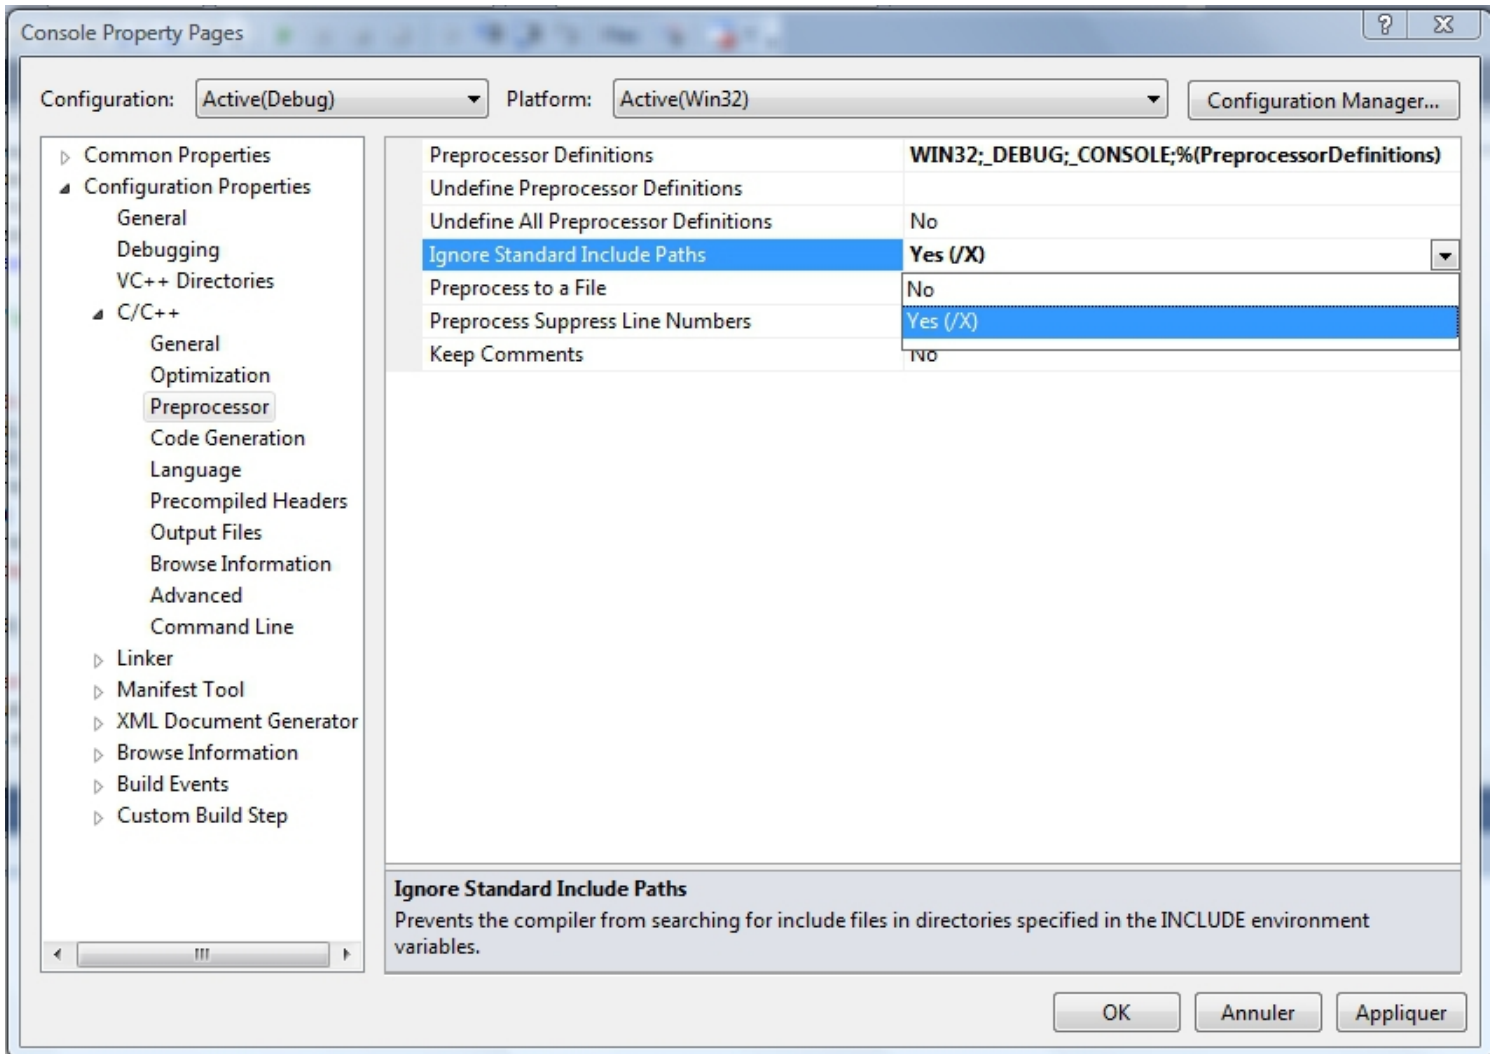 Console Property Pages
Configuration: Active(Debug) Platform: Active(Win32) Configuration Manager...
Common Properties
Configuration Properties
General
Debugging
VC++ Directories
C/C++
General
Optimization
Preprocessor
Code Generation
Language
Precompiled Headers
Output Files
Browse Information
Advanced
Command Line
Linker
Manifest Tool
XML Document Generator
Browse Information
Build Events
Custom Build Step
Preprocessor Definitions WIN32;_DEBUG;_CONSOLE;%(PreprocessorDefinitions)
Undefine Preprocessor Definitions
Undefine All Preprocessor Definitions No
Ignore Standard Include Paths Yes (/X)
Preprocess to a File No
Preprocess Suppress Line Numbers Yes (/X)
Keep Comments No
Ignore Standard Include Paths
Prevents the compiler from searching for include files in directories specified in the INCLUDE environment
variables.
OK Annuler Appliquer